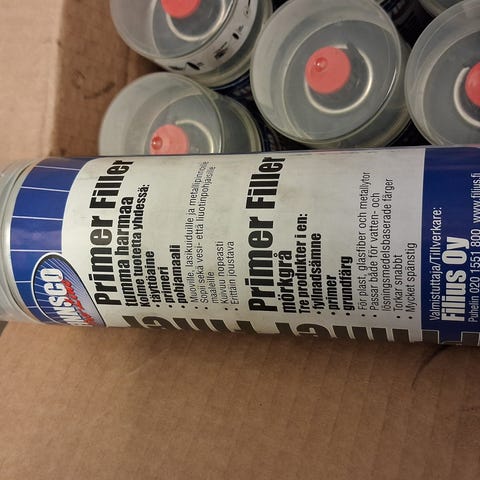 Primer Filler
tumma harmaa
Kolme tuotetta yhdessä:
• täyttöaine
• primeri
• pohjamaali
• Muoville, lasikuidulle ja metallipinnoille
• Sopii sekä vesi- että liuotinpohjaisille
maaleille
• Kuivuu nopeasti
• Erittäin joustava
Primer Filler
mörkgrå
Tre produkter i en:
• fyllnadsämne
• primer
• grundfärg
• För plast, glasfiber och metallytor
• Passar både för vatten- och
lösningsmedelsbaserade färger
• Torkar snabbt
• Mycket spänstig
Valmistuttaja/Tillverkare:
Filius Oy
Puhelin 020 1551 800 www.filius.fi